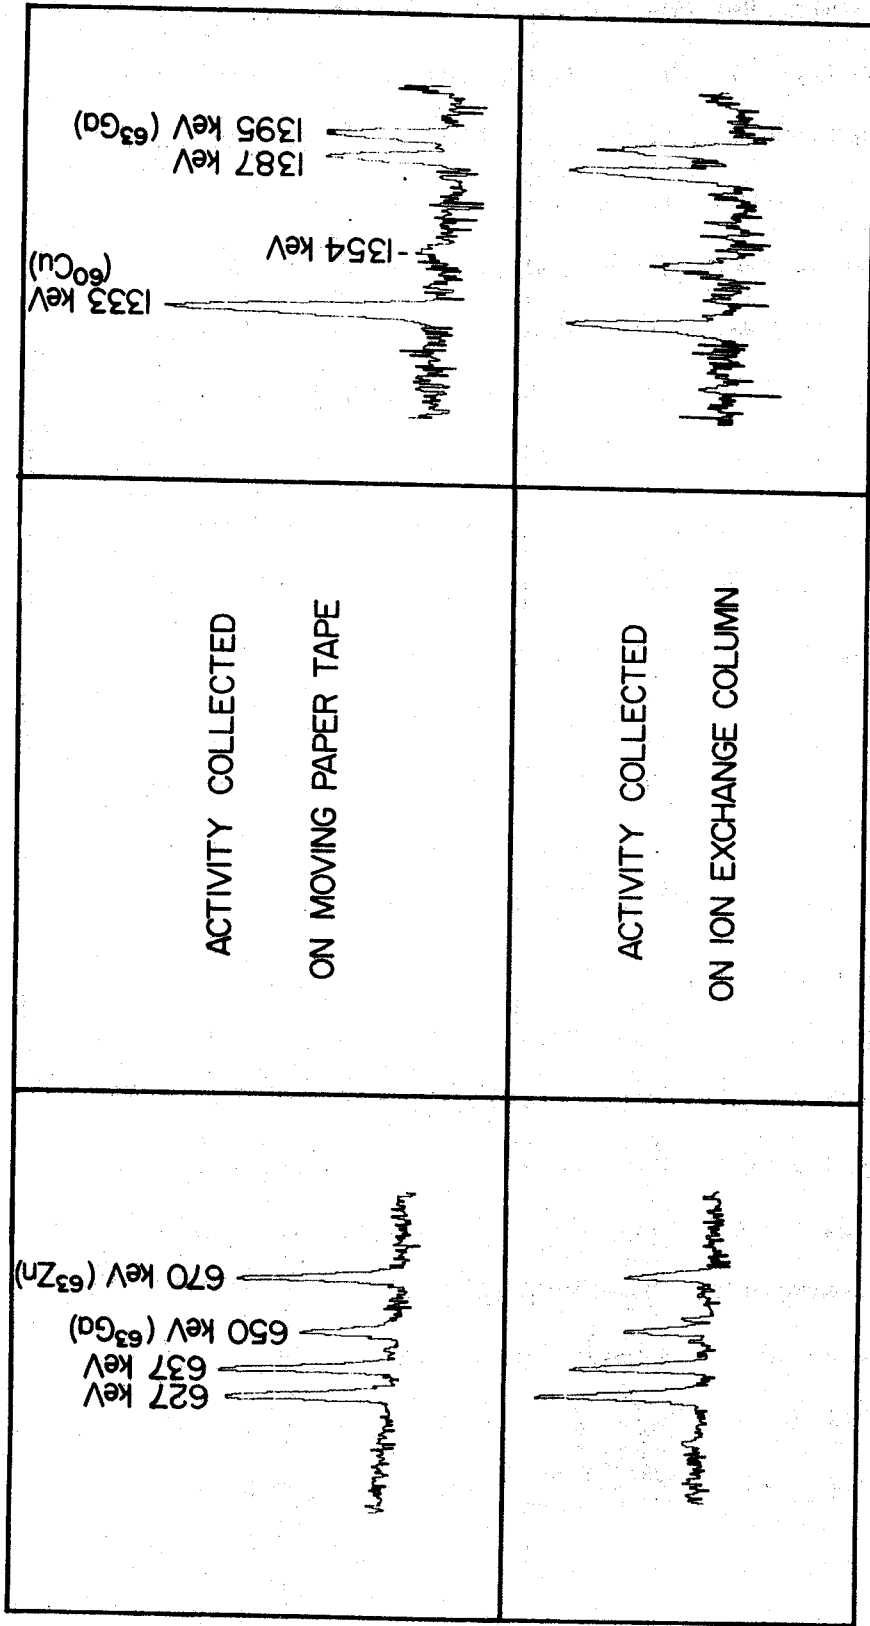 627 keV
637 keV
650 keV (⁶³Ga)
670 keV (⁶³Zn)
ACTIVITY COLLECTED
ON MOVING PAPER TAPE
1333 keV
(⁶⁰Cu)
1354 keV
1387 keV
1395 keV (⁶³Ga)
ACTIVITY COLLECTED
ON ION EXCHANGE COLUMN